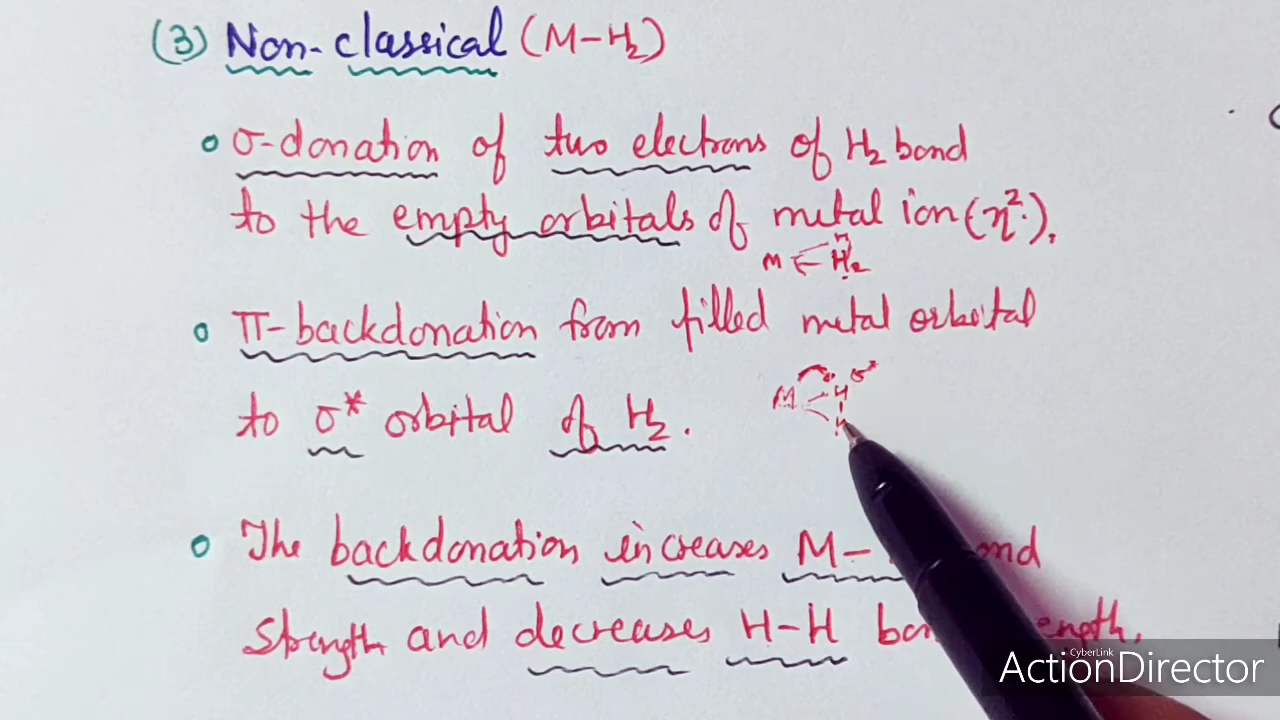 (3) Non-classical (M-H₂)
σ-donation of two electrons of H₂ bond
to the empty orbitals of metal ion (η²).
M ← H₂
π-backdonation from filled metal orbital
σ*
M H
to σ* orbital of H₂.
H
The backdonation increases M-
strength and decreases H-H
CyberLink
ActionDirector